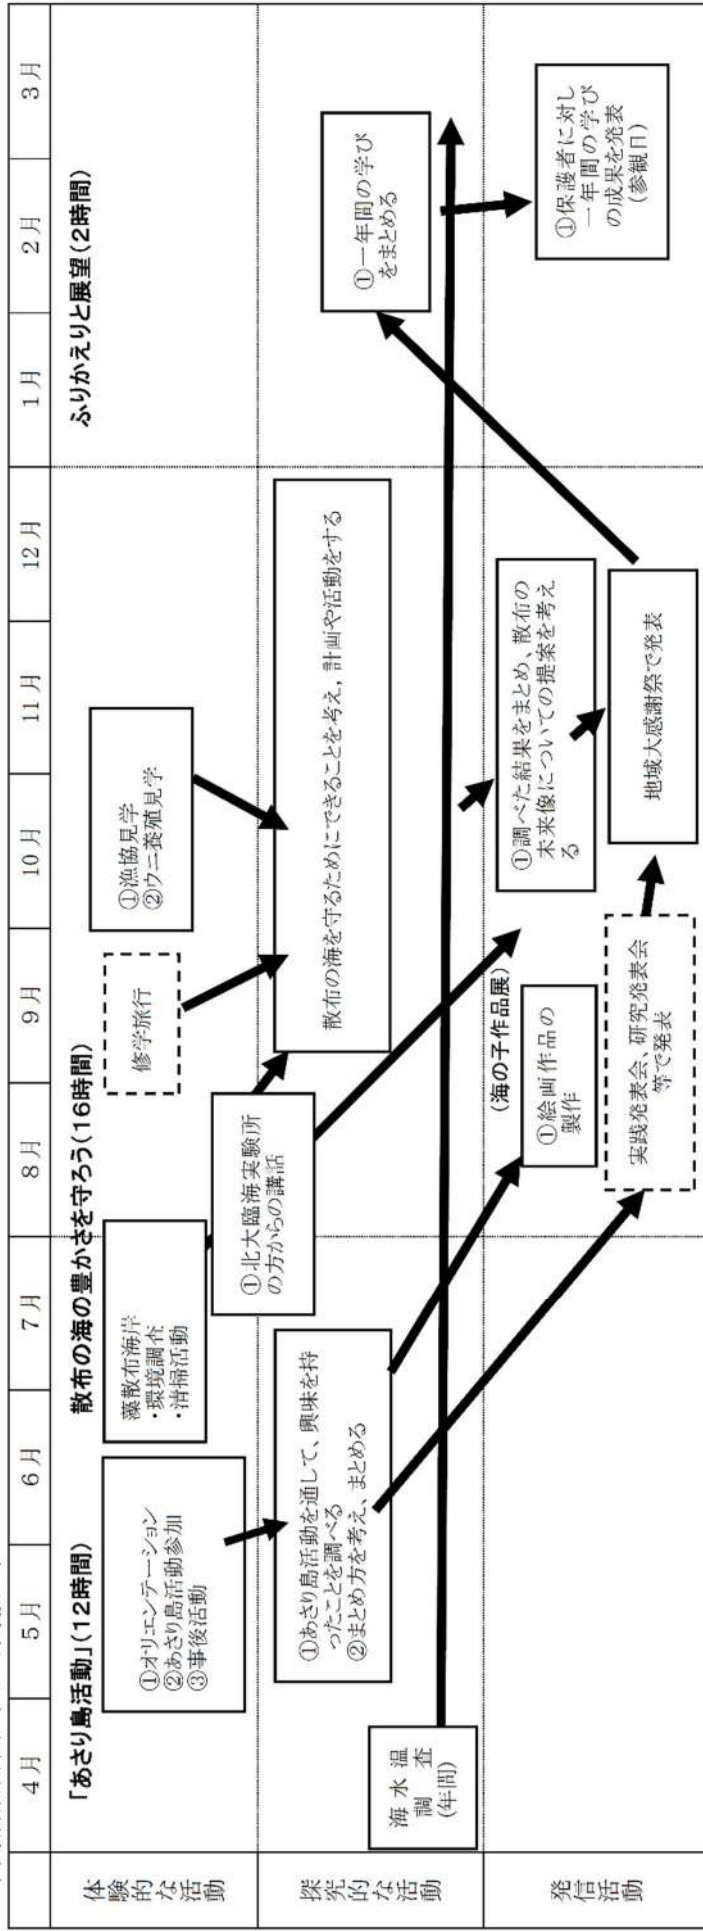 4月
5月
6月
7月
8月
9月
10月
11月
12月
1月
2月
3月
体験的な活動
「あさり島活動」(12時間)
散布の海の豊かさを守ろう(16時間)
ふりかえりと展望(2時間)
①オリエンテーション
②あさり島活動参加
③事後活動
藻散布海岸
・環境調査
・清掃活動
修学旅行
①漁協見学
②ウニ養殖見学
探究的な活動
海水温
調査
(年間)
①あさり島活動を通して、興味を持
ったことを調べる
②まとめ方を考え、まとめる
①北大臨海実験所
の方からの講話
散布の海を守るためにできることを考え，計画や活動をする
①一年間の学び
をまとめる
発信活動
(海の子作品展)
①絵画作品の
製作
実践発表会、研究発表会
等で発表
①調べた結果をまとめ、散布の
未来像についての提案を考え
る
地域大感謝祭で発表
①保護者に対し
一年間の学び
の成果を発表
(参観日)